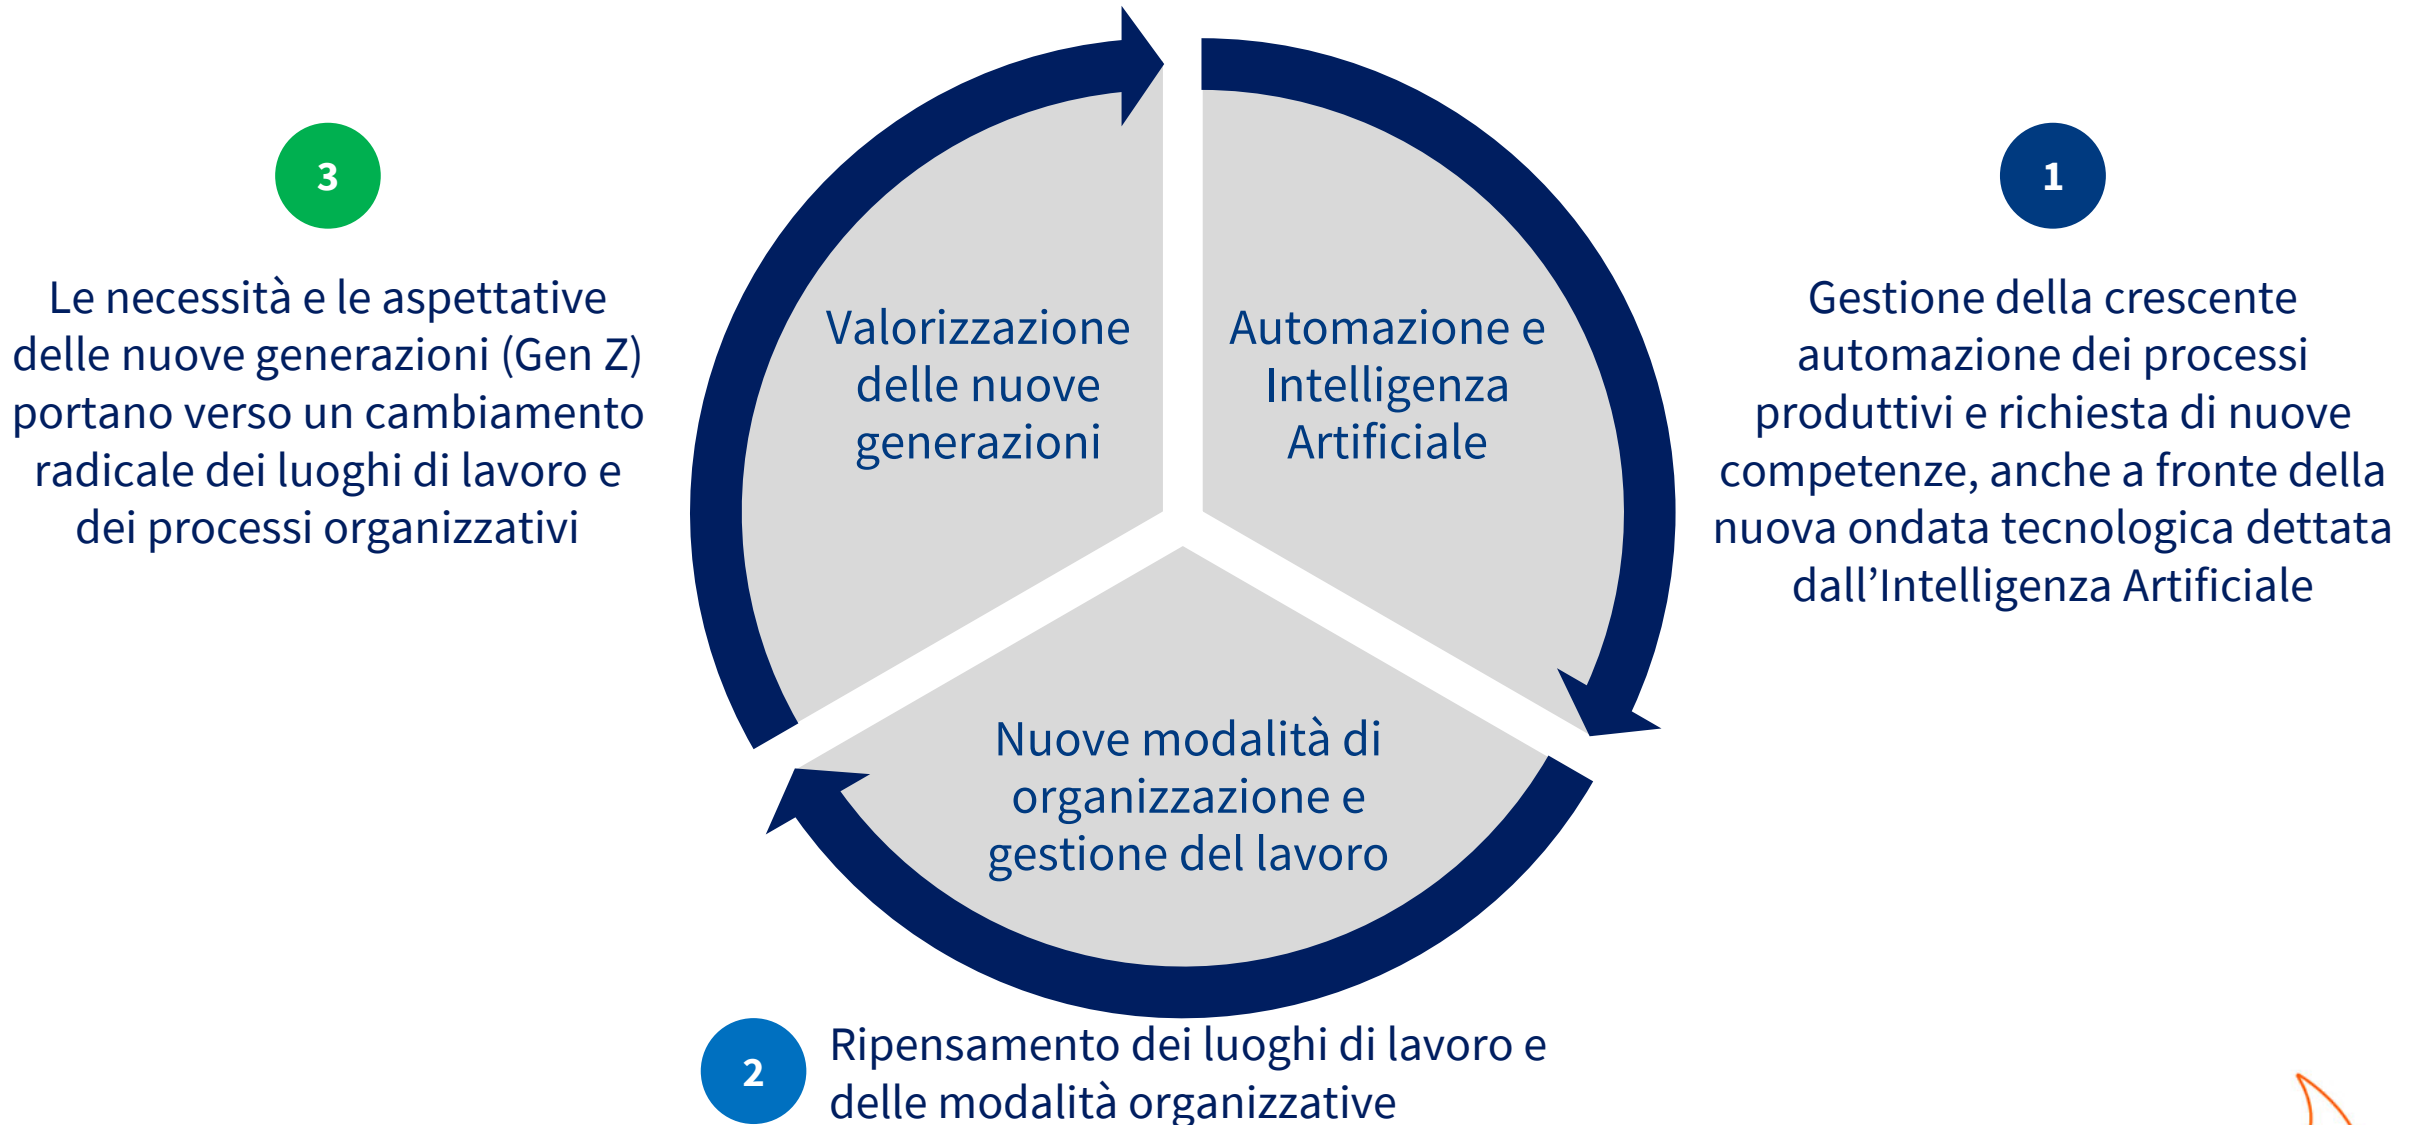 3
Le necessità e le aspettative
delle nuove generazioni (Gen Z)
portano verso un cambiamento
radicale dei luoghi di lavoro e
dei processi organizzativi
Valorizzazione
delle nuove
generazioni
Automazione e
Intelligenza
Artificiale
1
Gestione della crescente
automazione dei processi
produttivi e richiesta di nuove
competenze, anche a fronte della
nuova ondata tecnologica dettata
dall’Intelligenza Artificiale
Nuove modalità di
organizzazione e
gestione del lavoro
2
Ripensamento dei luoghi di lavoro e
delle modalità organizzative